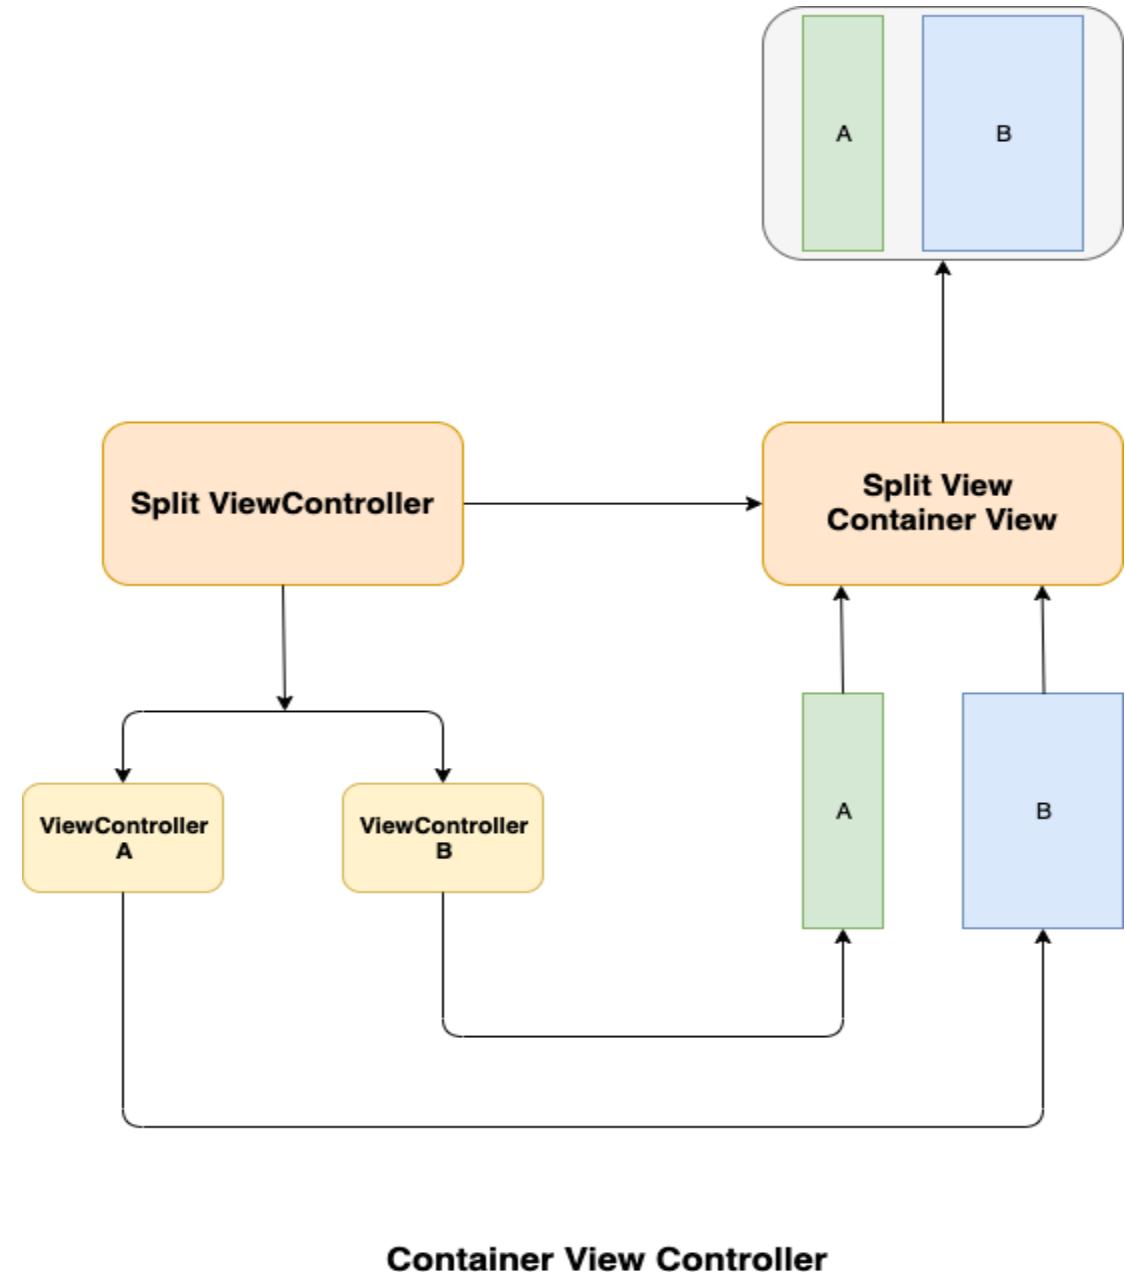 A
B
Split ViewController
Split View
Container View
ViewController
A
ViewController
B
A
B
Container View Controller